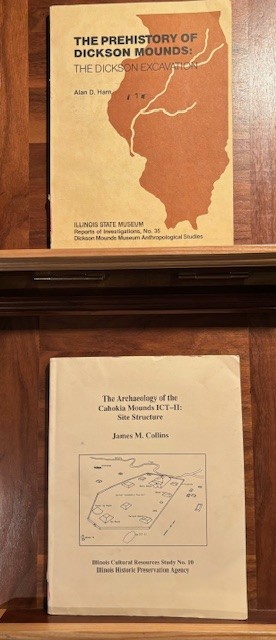 THE PREHISTORY OF
DICKSON MOUNDS:
THE DICKSON EXCAVATION
Alan D. Harn
ILLINOIS STATE MUSEUM
Reports of Investigations, No. 35
Dickson Mounds Museum Anthropological Studies
The Archaeology of the
Cahokia Mounds ICT-II:
Site Structure
James M. Collins
Illinois Cultural Resources Study No. 10
Illinois Historic Preservation Agency